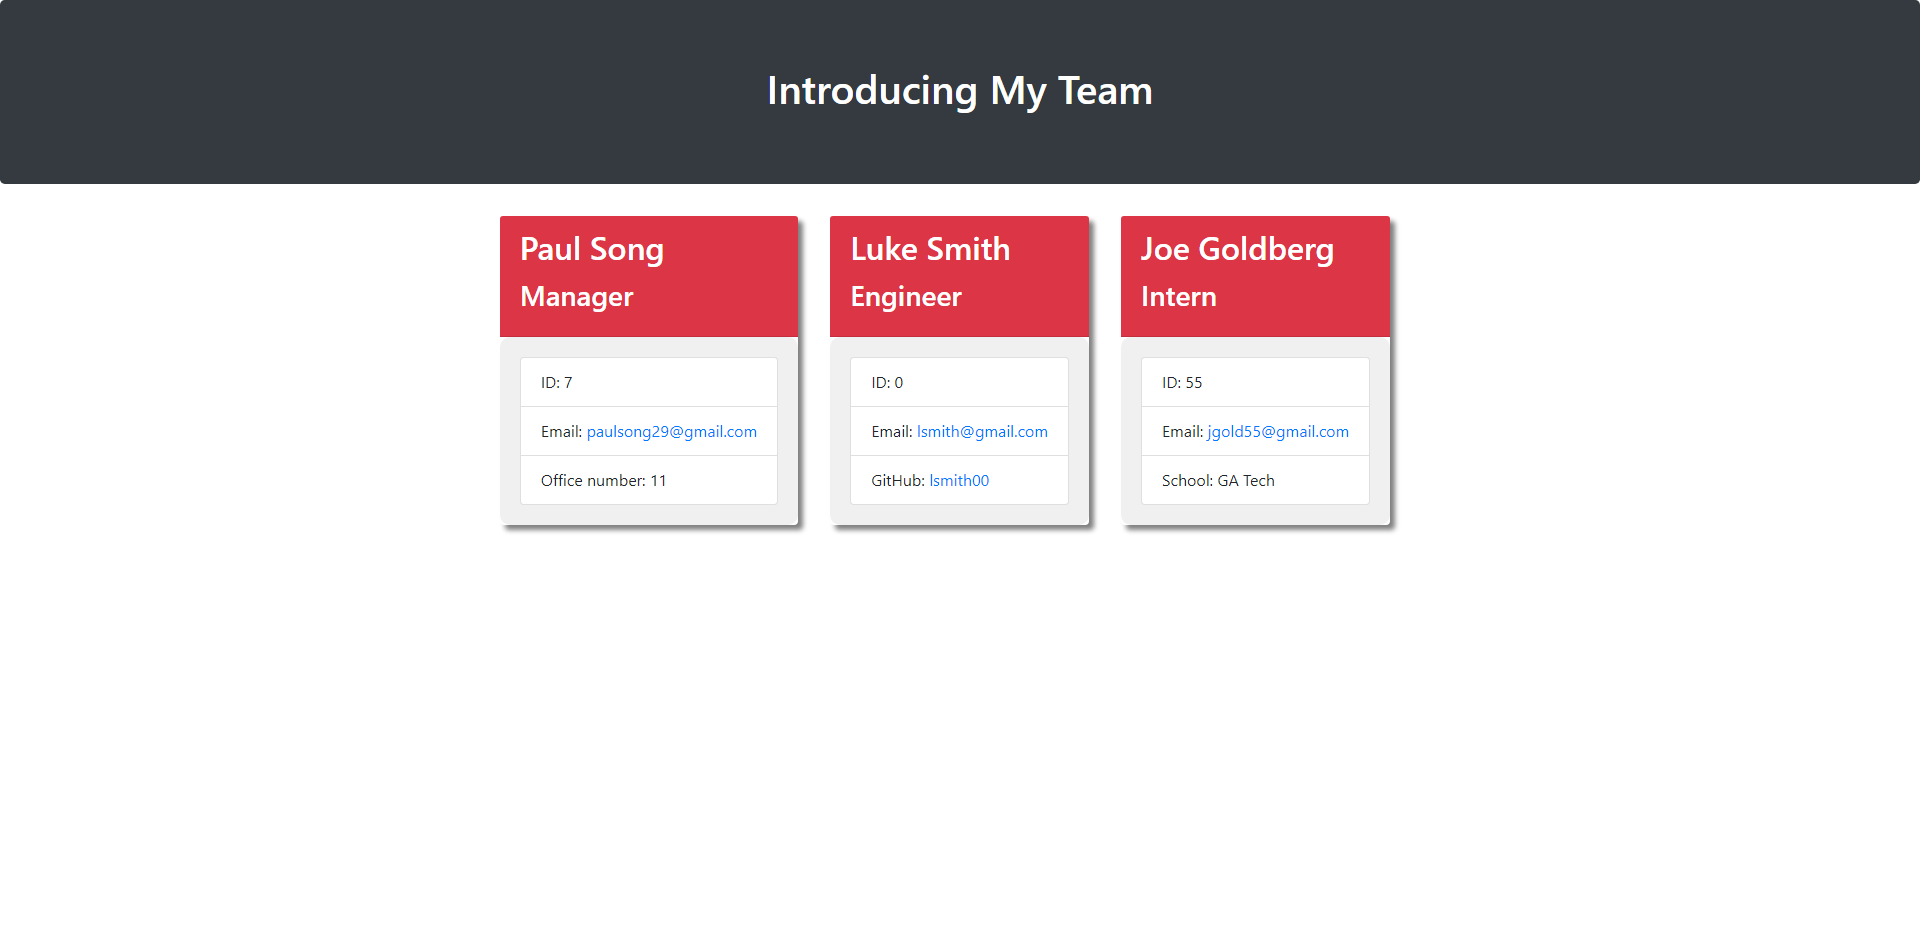 Introducing My Team
Paul Song
Manager
ID: 7
Email: paulsong29@gmail.com
Office number: 11
Luke Smith
Engineer
ID: 0
Email: lsmith@gmail.com
GitHub: lsmith00
Joe Goldberg
Intern
ID: 55
Email: jgold55@gmail.com
School: GA Tech